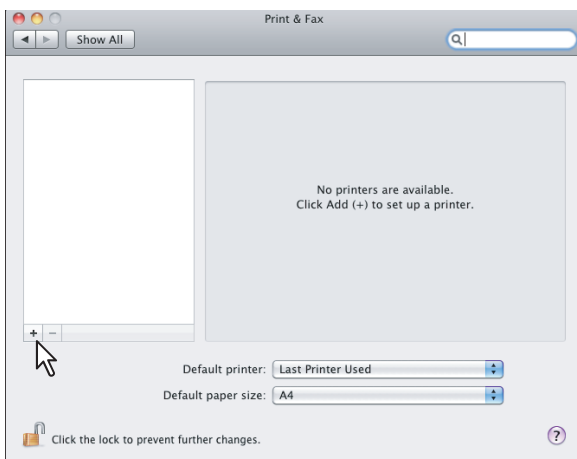 Print & Fax
Show All
No printers are available.
Click Add (+) to set up a printer.
+ −
Default printer: Last Printer Used
Default paper size: A4
Click the lock to prevent further changes.
?